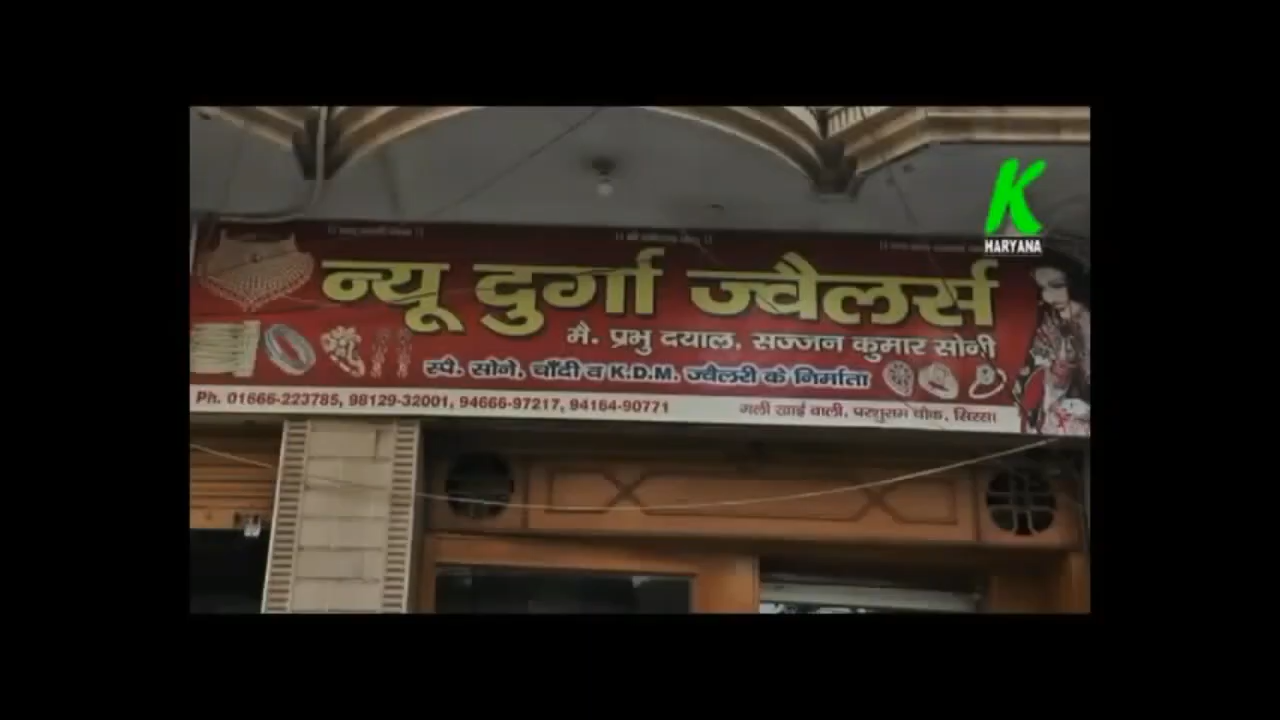 K
HARYANA
न्यू दुर्गा ज्वैलर्स
मै. प्रभु दयाल, सज्जन कुमार सोनी
स्पै. सोने, चाँदी व K.D.M. ज्वैलरी के निर्माता
Ph. 01666-223785, 98129-32001, 94666-97217, 94164-90771
गली खाई वाली, परशुराम चौक, सिरसा